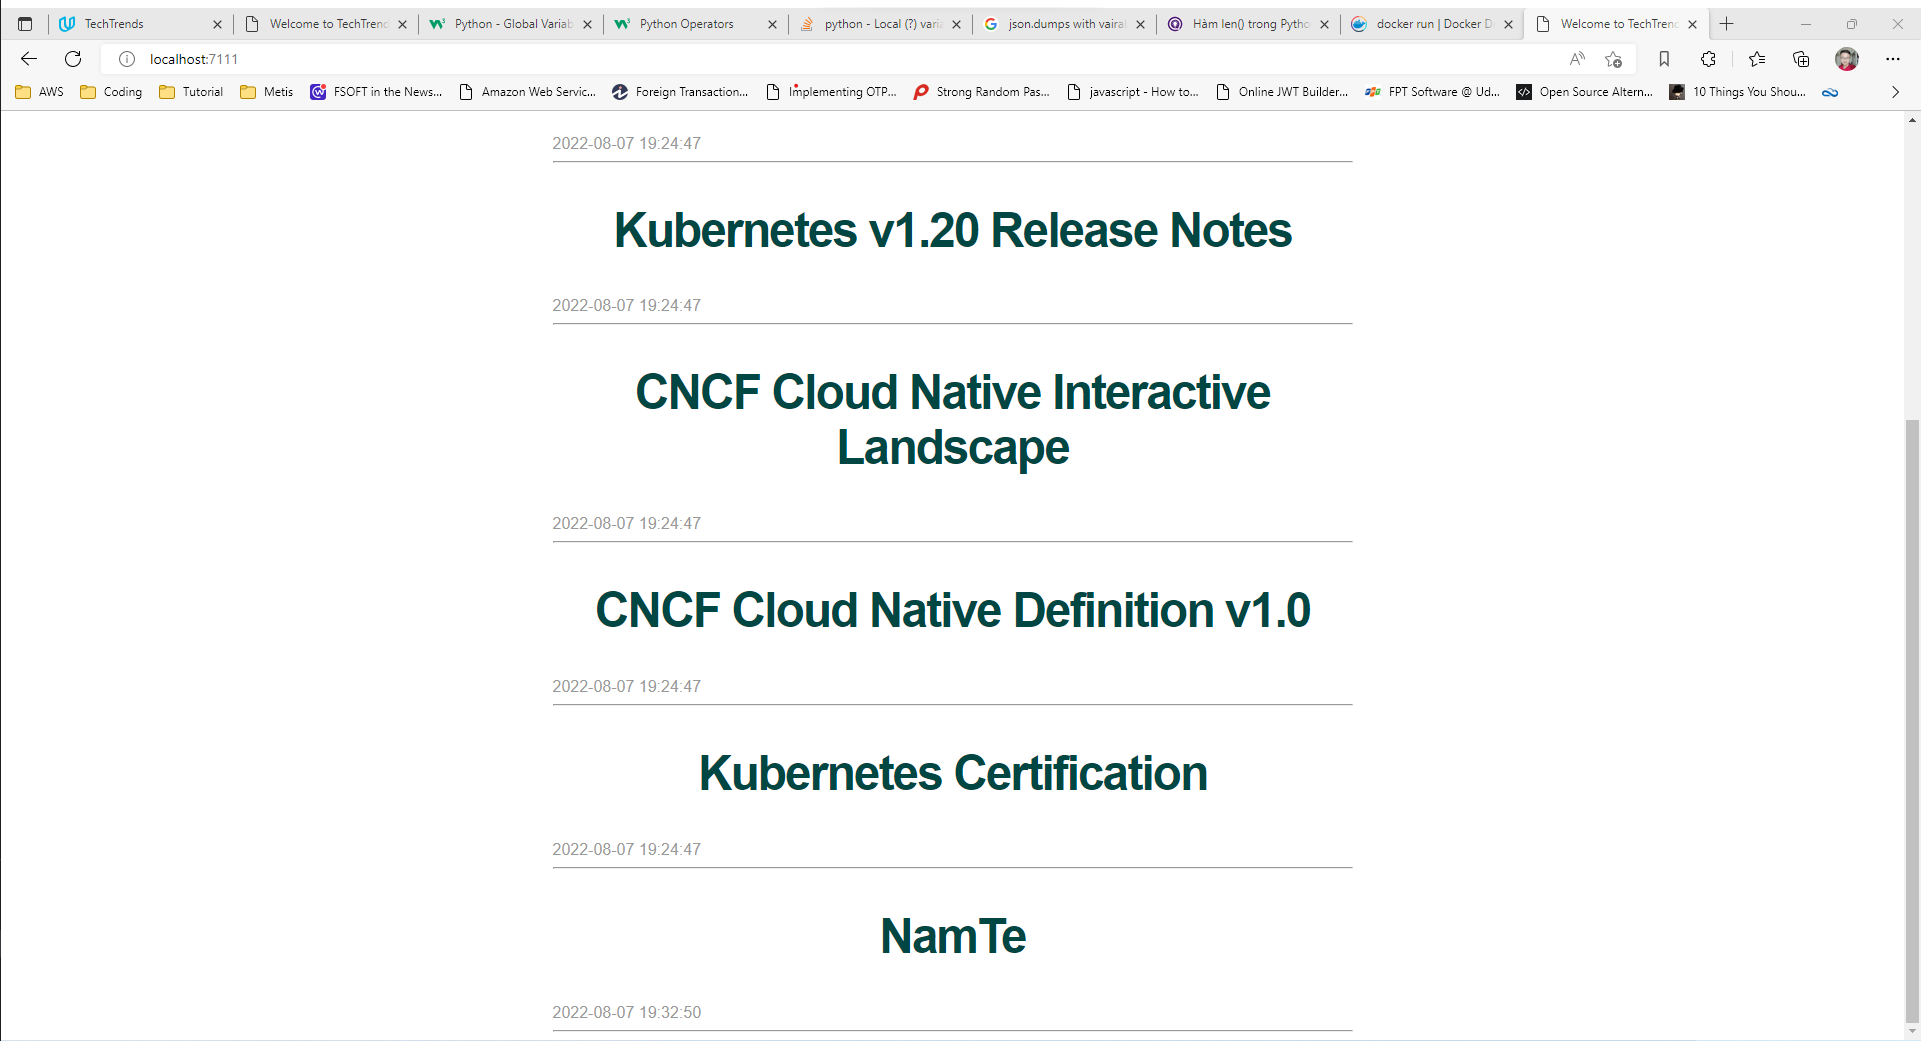 TechTrends
Welcome to TechTrend
Python - Global Variab
Python Operators
python - Local (?) varia
json.dumps with vairal
Hàm len() trong Pytho
docker run | Docker D
Welcome to TechTrend
localhost:7111
AWS
Coding
Tutorial
Metis
FSOFT in the News...
Amazon Web Servic...
Foreign Transaction...
Implementing OTP...
Strong Random Pas...
javascript - How to...
Online JWT Builder...
FPT Software @ Ud...
Open Source Altern...
10 Things You Shou...
2022-08-07 19:24:47
Kubernetes v1.20 Release Notes
2022-08-07 19:24:47
CNCF Cloud Native Interactive
Landscape
2022-08-07 19:24:47
CNCF Cloud Native Definition v1.0
2022-08-07 19:24:47
Kubernetes Certification
2022-08-07 19:24:47
NamTe
2022-08-07 19:32:50